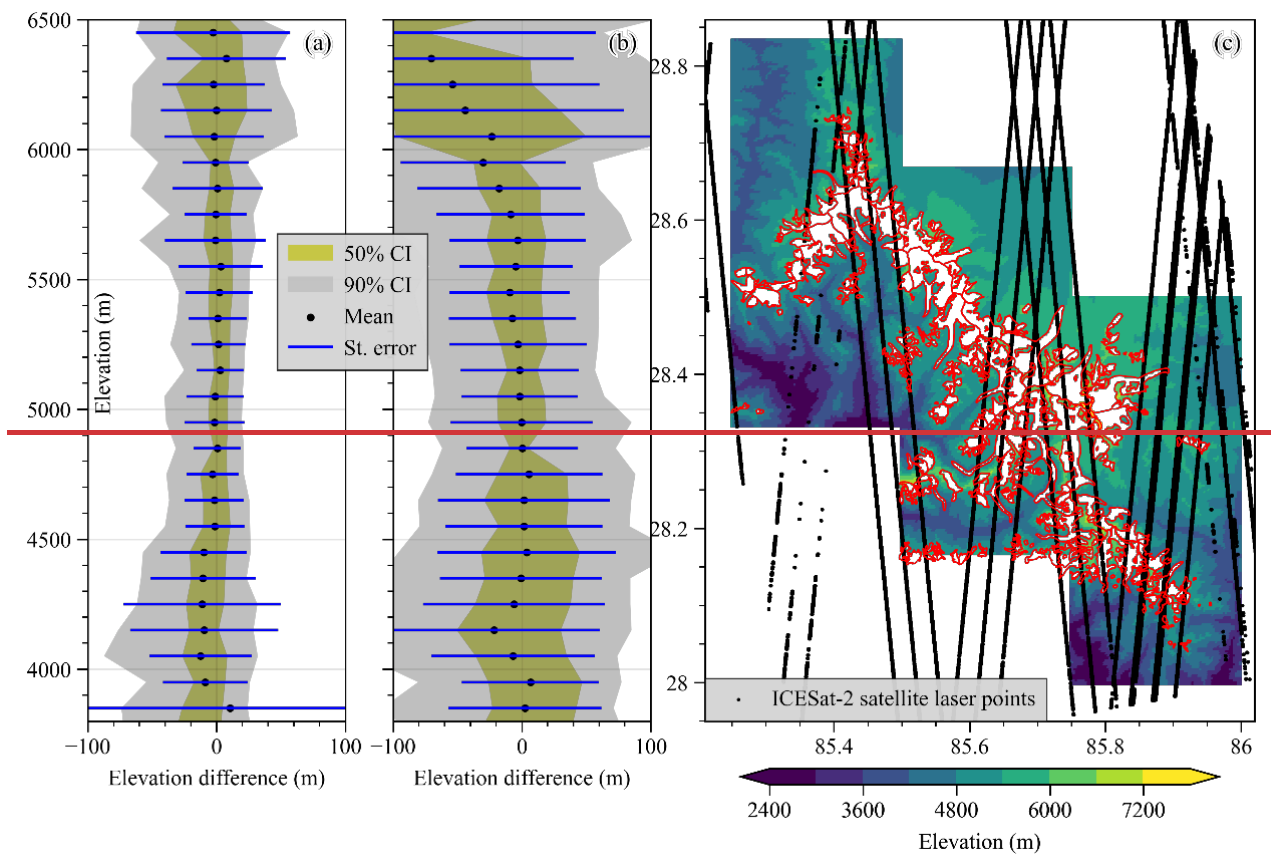 6500
6000
5500
5000
4500
4000
Elevation (m)
(a)
(b)
(c)
50% CI
90% CI
Mean
St. error
−100
0
100
Elevation difference (m)
−100
0
100
Elevation difference (m)
28.8
28.6
28.4
28.2
28
ICESat-2 satellite laser points
85.4
85.6
85.8
86
2400
3600
4800
6000
7200
Elevation (m)